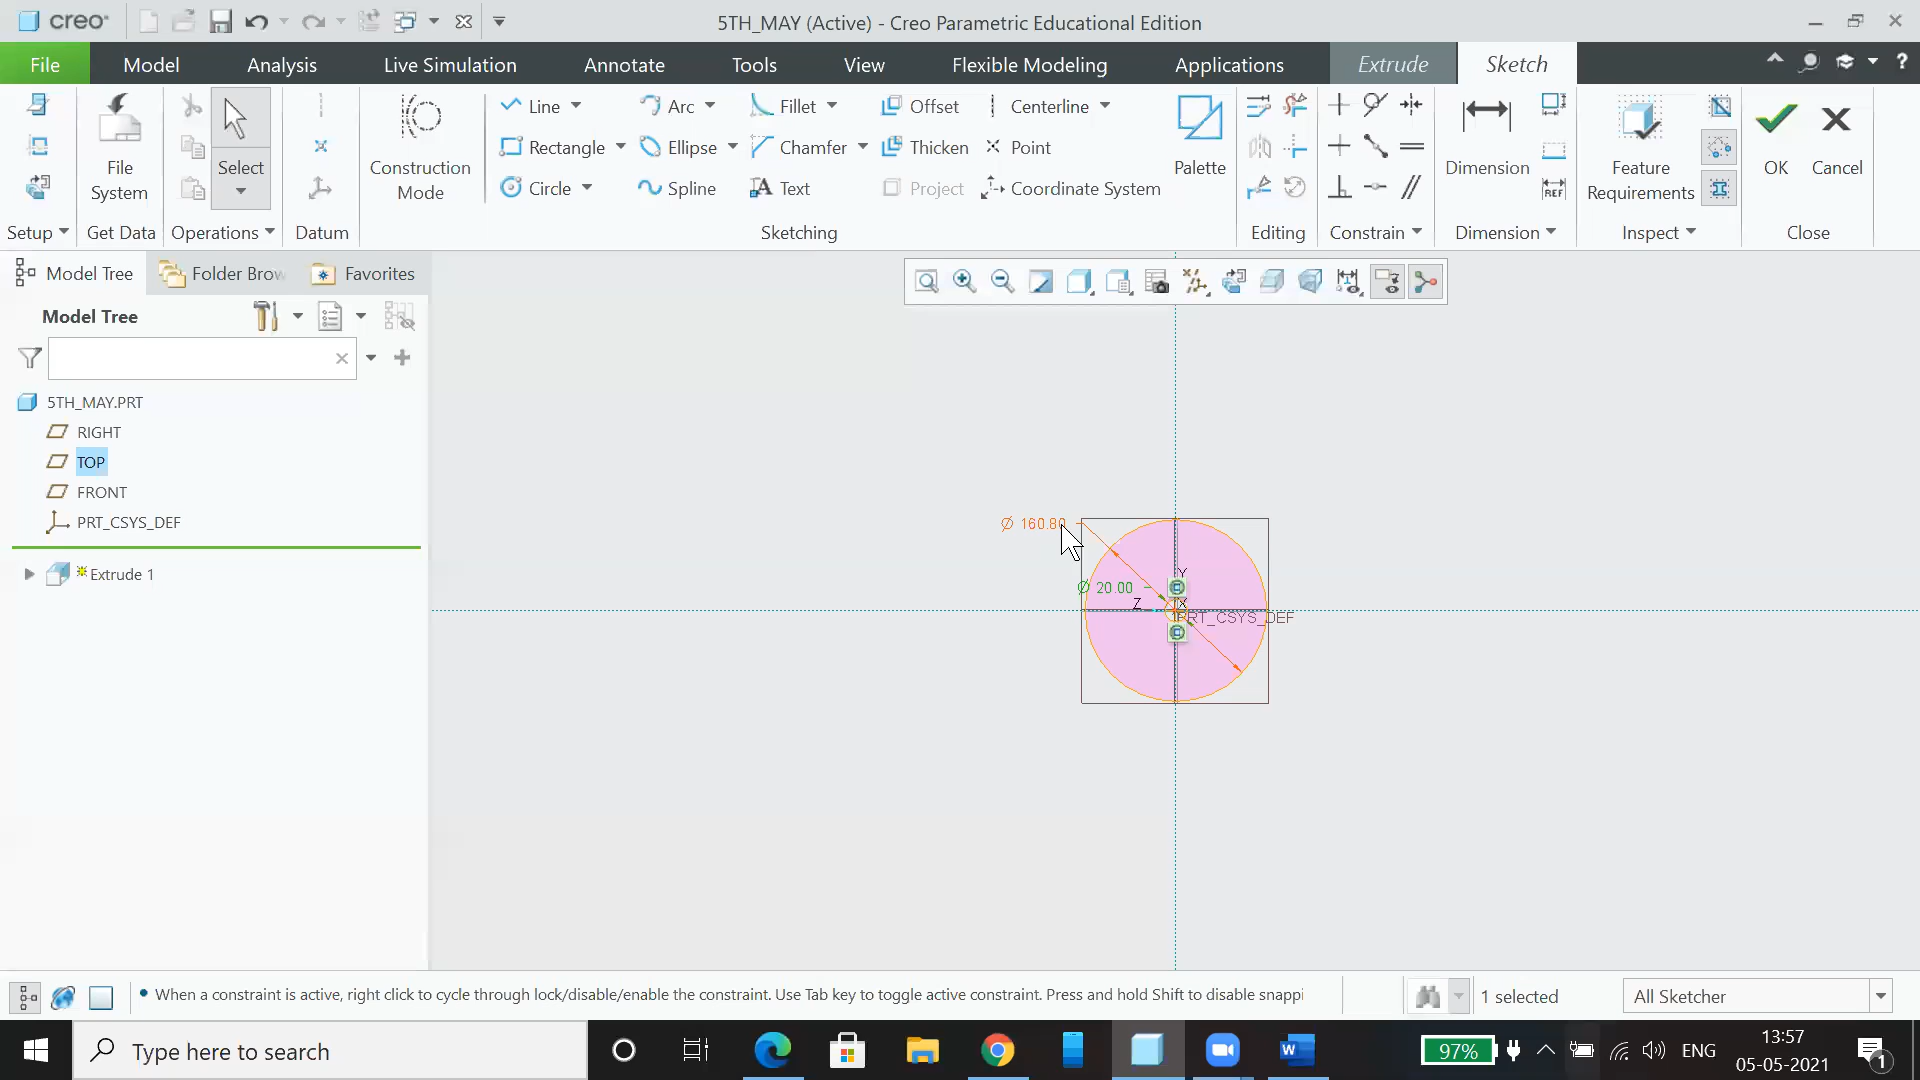 creo
5TH_MAY (Active) - Creo Parametric Educational Edition
File Model Analysis Live Simulation Annotate Tools View Flexible Modeling Applications Extrude Sketch
File System
Select
Construction Mode
Line Arc Fillet Offset Centerline
Rectangle Ellipse Chamfer Thicken Point
Circle Spline Text Project Coordinate System
Palette
Dimension
REF
Feature Requirements
OK
Cancel
Setup Get Data Operations Datum Sketching Editing Constrain Dimension Inspect Close
Model Tree Folder Brow Favorites
Model Tree
5TH_MAY.PRT
RIGHT
TOP
FRONT
PRT_CSYS_DEF
Extrude 1
Ø 160.80
Ø 20.00
Y
Z
X
PRT_CSYS_DEF
When a constraint is active, right click to cycle through lock/disable/enable the constraint. Use Tab key to toggle active constraint. Press and hold Shift to disable snappi
1 selected
All Sketcher
Type here to search
97%
ENG
13:57
05-05-2021
1